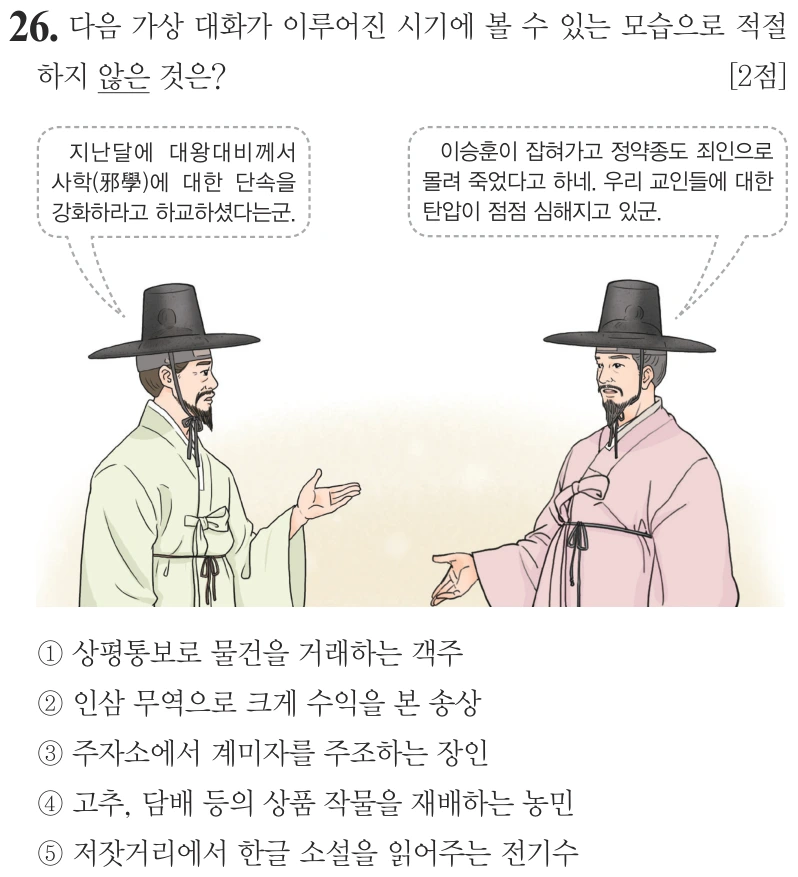 26. 다음 가상 대화가 이루어진 시기에 볼 수 있는 모습으로 적절
하지 않은 것은? [2점]
지난달에 대왕대비께서
사학(邪學)에 대한 단속을
강화하라고 하교하셨다는군.
이승훈이 잡혀가고 정약종도 죄인으로
몰려 죽었다고 하네. 우리 교인들에 대한
탄압이 점점 심해지고 있군.
① 상평통보로 물건을 거래하는 객주
② 인삼 무역으로 크게 수익을 본 송상
③ 주자소에서 계미자를 주조하는 장인
④ 고추, 담배 등의 상품 작물을 재배하는 농민
⑤ 저잣거리에서 한글 소설을 읽어주는 전기수